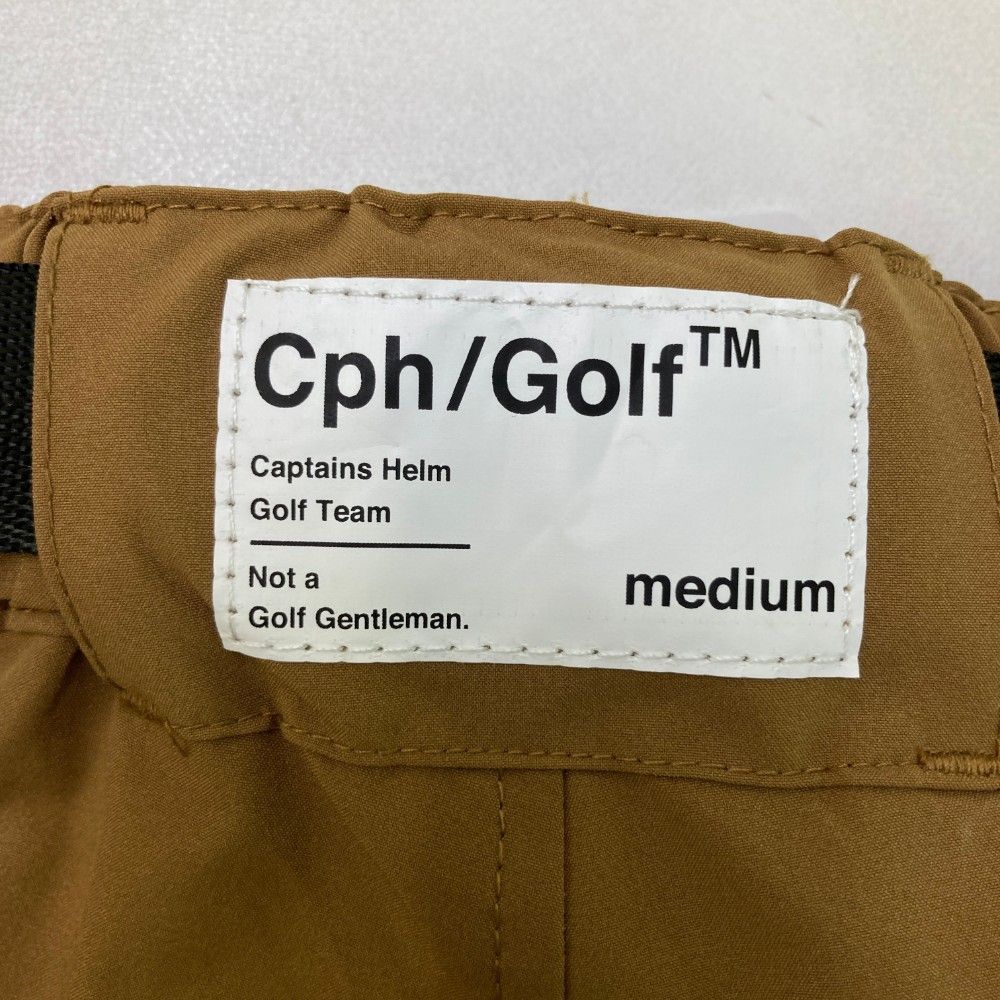 Cph/Golf™
Captains Helm
Golf Team
Not a
Golf Gentleman.
medium